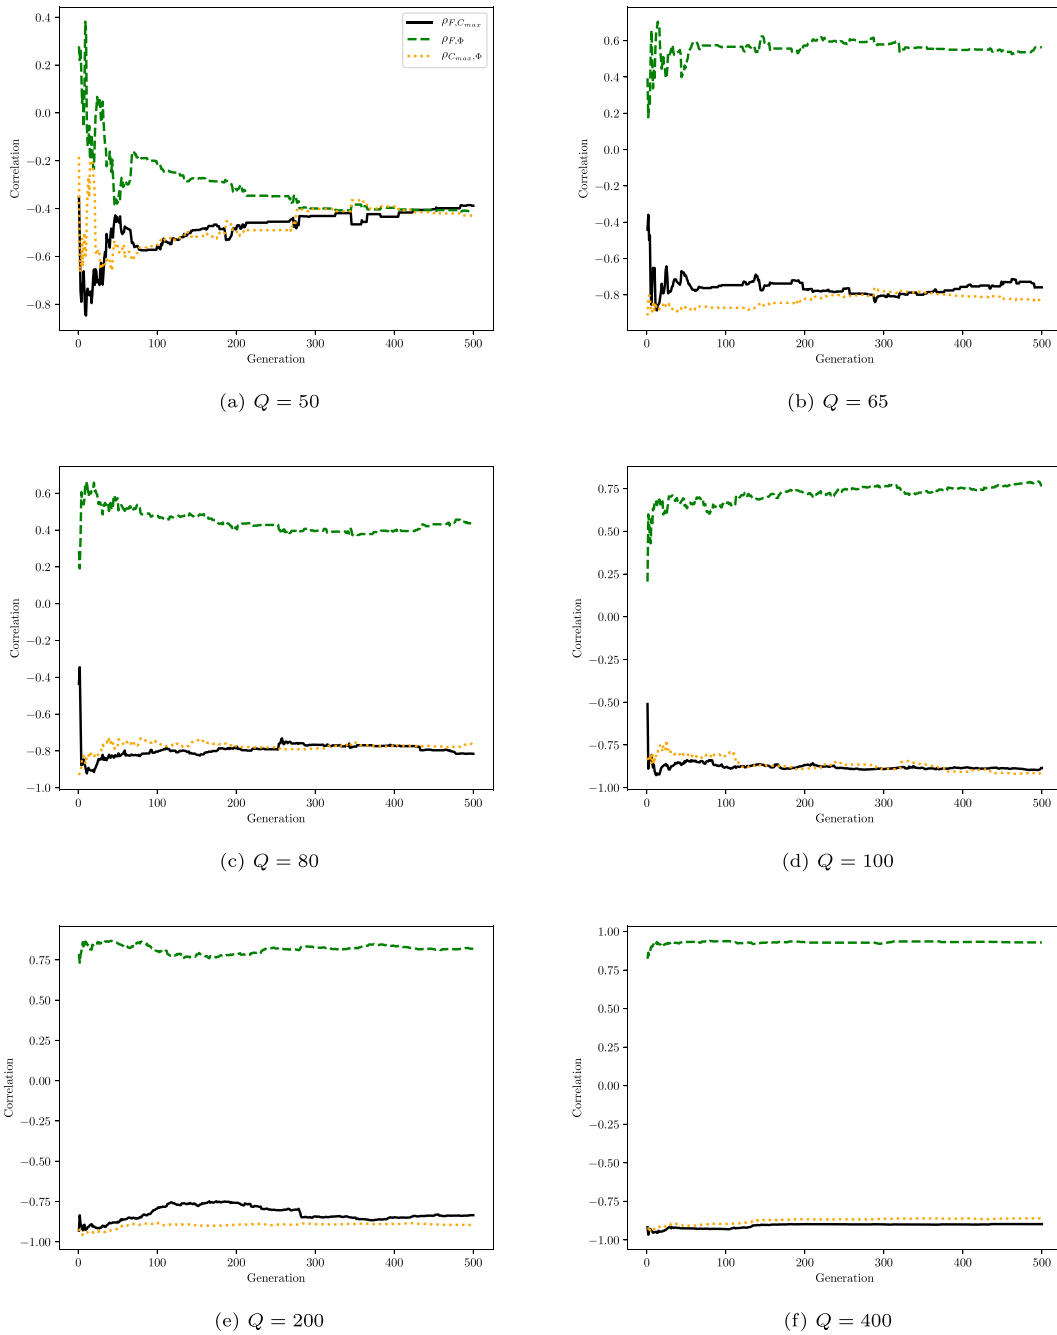 0.4
0.2
0.0
−0.2
−0.4
−0.6
−0.8
Correlation
0 100 200 300 400 500
Generation
ρF,Cmax
ρF,Φ
ρCmax,Φ
(a) Q = 50
0.6
0.4
0.2
0.0
−0.2
−0.4
−0.6
−0.8
Correlation
0 100 200 300 400 500
Generation
(b) Q = 65
0.6
0.4
0.2
0.0
−0.2
−0.4
−0.6
−0.8
−1.0
Correlation
0 100 200 300 400 500
Generation
(c) Q = 80
0.75
0.50
0.25
0.00
−0.25
−0.50
−0.75
−1.00
Correlation
0 100 200 300 400 500
Generation
(d) Q = 100
0.75
0.50
0.25
0.00
−0.25
−0.50
−0.75
−1.00
Correlation
0 100 200 300 400 500
Generation
(e) Q = 200
1.00
0.75
0.50
0.25
0.00
−0.25
−0.50
−0.75
−1.00
Correlation
0 100 200 300 400 500
Generation
(f) Q = 400